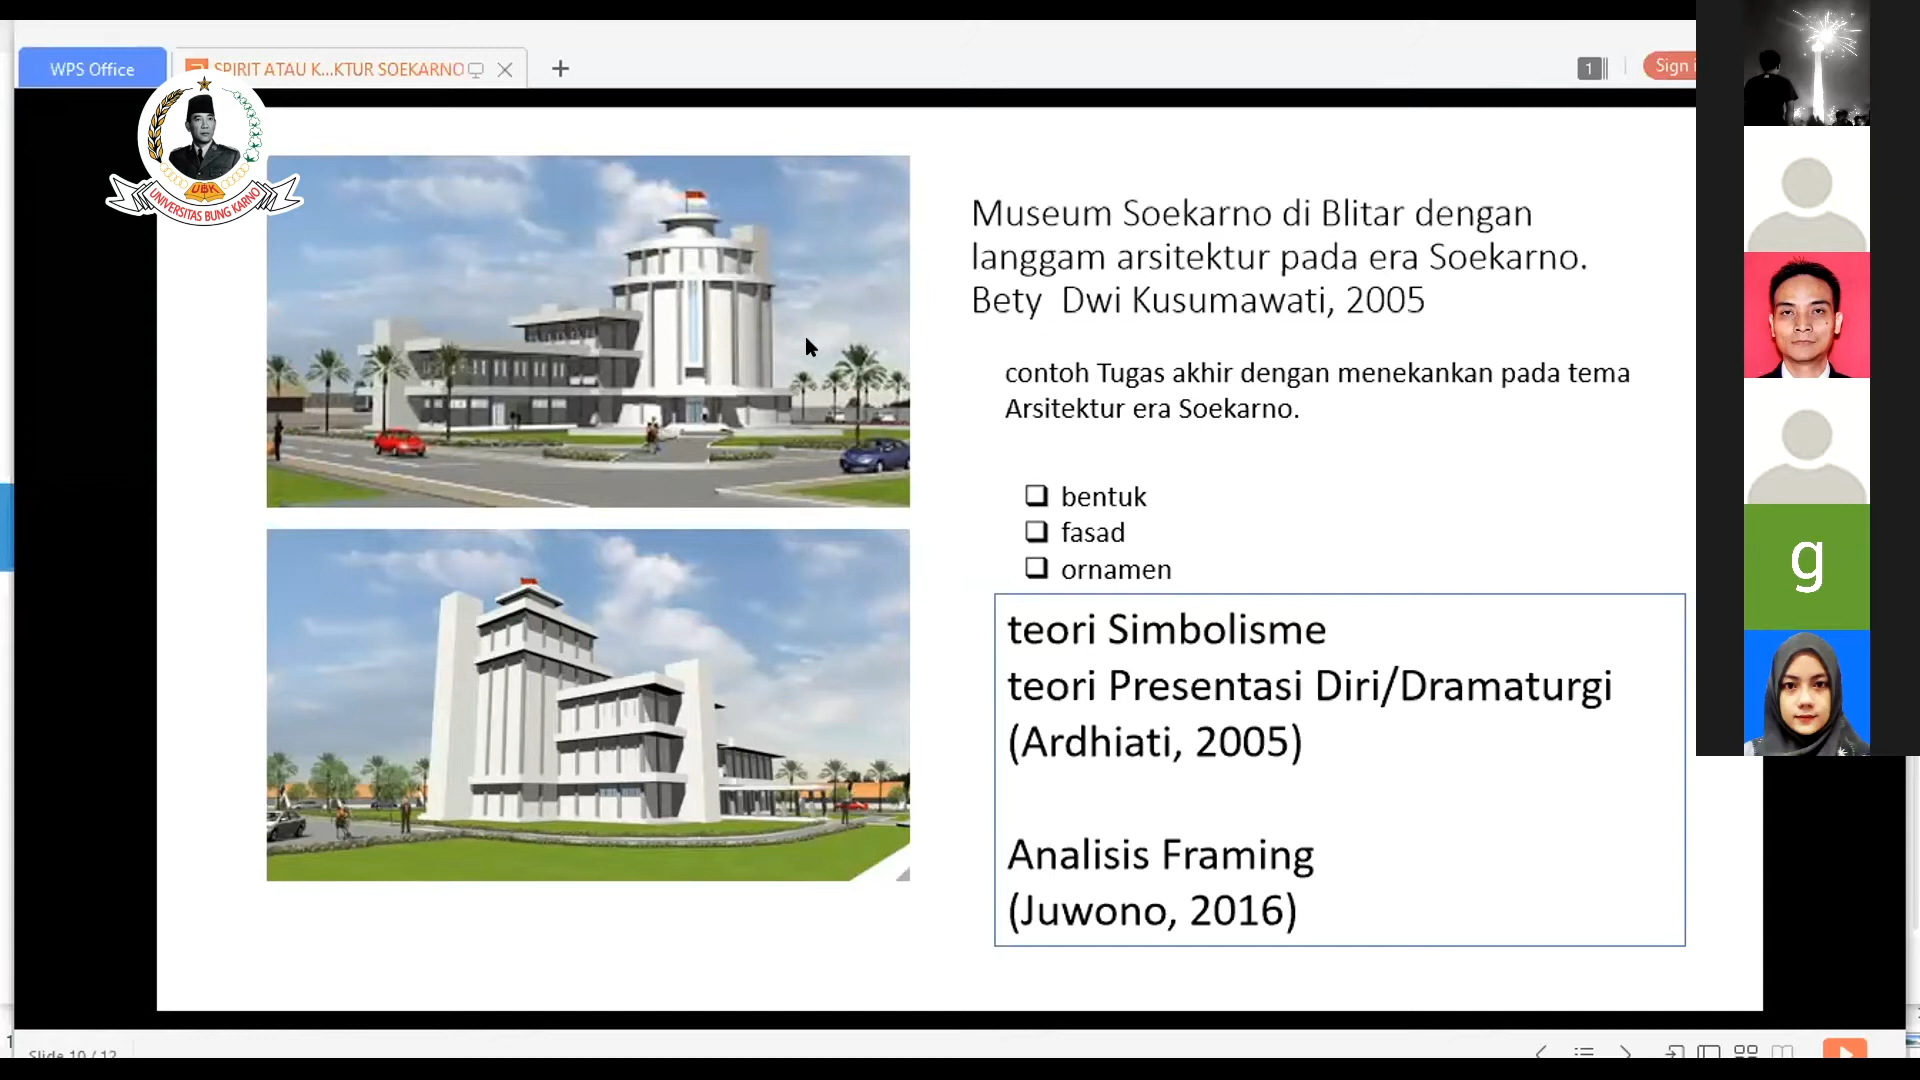 WPS Office
SPIRIT ATAU K...KTUR SOEKARNO
1
Sign i
UBK
UNIVERSITAS BUNG KARNO
Museum Soekarno di Blitar dengan
langgam arsitektur pada era Soekarno.
Bety Dwi Kusumawati, 2005
contoh Tugas akhir dengan menekankan pada tema
Arsitektur era Soekarno.
bentuk
fasad
ornamen
teori Simbolisme
teori Presentasi Diri/Dramaturgi
(Ardhiati, 2005)
Analisis Framing
(Juwono, 2016)
g
Slide 10 / 12